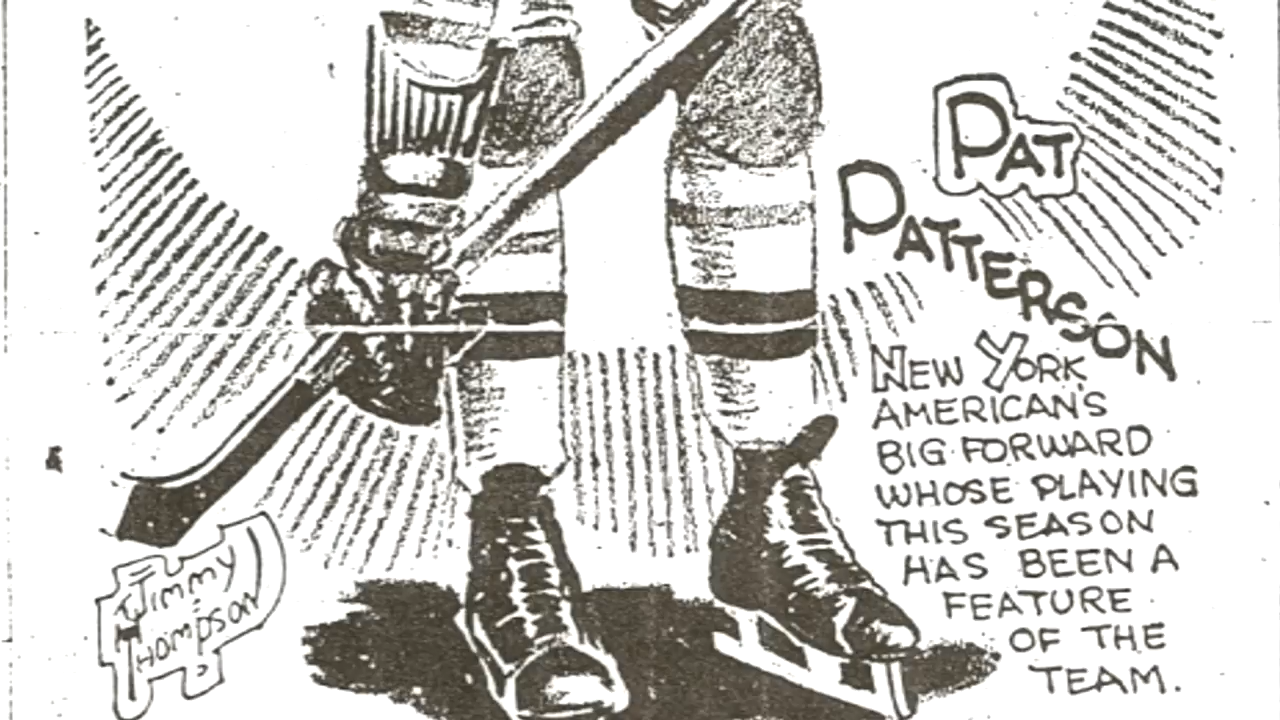 PAT
PATTERSON
NEW YORK
AMERICAN'S
BIG FORWARD
WHOSE PLAYING
THIS SEASON
HAS BEEN A
FEATURE
OF THE
TEAM.
Jimmy
Thompson